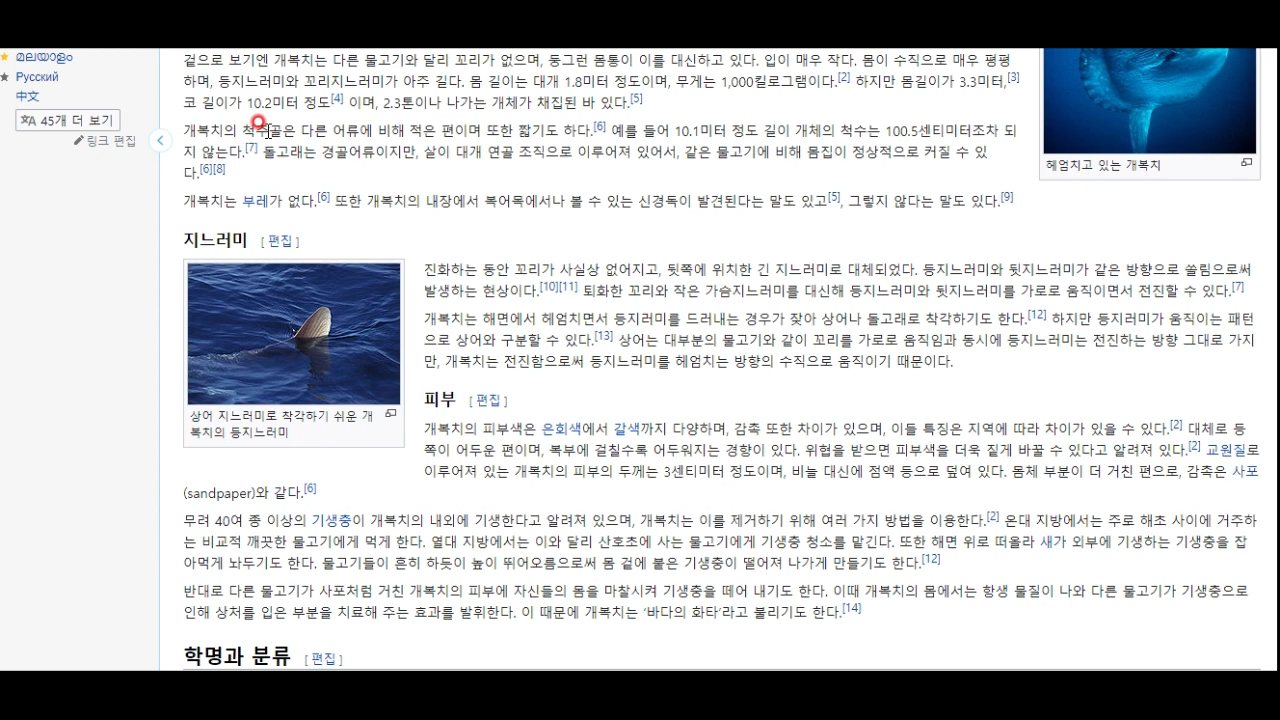 മലയാളം
Русский
中文
45개 더 보기
링크 편집
겉으로 보기엔 개복치는 다른 물고기와 달리 꼬리가 없으며, 둥그런 몸통이 이를 대신하고 있다. 입이 매우 작다. 몸이 수직으로 매우 평평
하며, 등지느러미와 꼬리지느러미가 아주 길다. 몸 길이는 대개 1.8미터 정도이며, 무게는 1,000킬로그램이다.[2] 하지만 몸길이가 3.3미터,[3]
코 길이가 10.2미터 정도[4] 이며, 2.3톤이나 나가는 개체가 채집된 바 있다.[5]
개복치의 척추골은 다른 어류에 비해 적은 편이며 또한 짧기도 하다.[6] 예를 들어 10.1미터 정도 길이 개체의 척수는 100.5센티미터조차 되
지 않는다.[7] 돌고래는 경골어류이지만, 살이 대개 연골 조직으로 이루어져 있어서, 같은 물고기에 비해 몸집이 정상적으로 커질 수 있
다.[6][8]
개복치는 부레가 없다.[6] 또한 개복치의 내장에서 복어목에서나 볼 수 있는 신경독이 발견된다는 말도 있고[5], 그렇지 않다는 말도 있다.[9]
헤엄치고 있는 개복치
지느러미 [ 편집 ]
상어 지느러미로 착각하기 쉬운 개
복치의 등지느러미
진화하는 동안 꼬리가 사실상 없어지고, 뒷쪽에 위치한 긴 지느러미로 대체되었다. 등지느러미와 뒷지느러미가 같은 방향으로 쏠림으로써
발생하는 현상이다.[10][11] 퇴화한 꼬리와 작은 가슴지느러미를 대신해 등지느러미와 뒷지느러미를 가로로 움직이면서 전진할 수 있다.[7]
개복치는 해면에서 헤엄치면서 등지러미를 드러내는 경우가 잦아 상어나 돌고래로 착각하기도 한다.[12] 하지만 등지러미가 움직이는 패턴
으로 상어와 구분할 수 있다.[13] 상어는 대부분의 물고기와 같이 꼬리를 가로로 움직임과 동시에 등지느러미는 전진하는 방향 그대로 가지
만, 개복치는 전진함으로써 등지느러미를 헤엄치는 방향의 수직으로 움직이기 때문이다.
피부 [ 편집 ]
개복치의 피부색은 은회색에서 갈색까지 다양하며, 감촉 또한 차이가 있으며, 이들 특징은 지역에 따라 차이가 있을 수 있다.[2] 대체로 등
쪽이 어두운 편이며, 복부에 걸칠수록 어두워지는 경향이 있다. 위협을 받으면 피부색을 더욱 짙게 바꿀 수 있다고 알려져 있다.[2] 교원질로
이루어져 있는 개복치의 피부의 두께는 3센티미터 정도이며, 비늘 대신에 점액 등으로 덮여 있다. 몸체 부분이 더 거친 편으로, 감촉은 사포
(sandpaper)와 같다.[6]
무려 40여 종 이상의 기생충이 개복치의 내외에 기생한다고 알려져 있으며, 개복치는 이를 제거하기 위해 여러 가지 방법을 이용한다.[2] 온대 지방에서는 주로 해초 사이에 거주하
는 비교적 깨끗한 물고기에게 먹게 한다. 열대 지방에서는 이와 달리 산호초에 사는 물고기에게 기생충 청소를 맡긴다. 또한 해면 위로 떠올라 새가 외부에 기생하는 기생충을 잡
아먹게 놔두기도 한다. 물고기들이 흔히 하듯이 높이 뛰어오름으로써 몸 겉에 붙은 기생충이 떨어져 나가게 만들기도 한다.[12]
반대로 다른 물고기가 사포처럼 거친 개복치의 피부에 자신들의 몸을 마찰시켜 기생충을 떼어 내기도 한다. 이때 개복치의 몸에서는 항생 물질이 나와 다른 물고기가 기생충으로
인해 상처를 입은 부분을 치료해 주는 효과를 발휘한다. 이 때문에 개복치는 '바다의 화타'라고 불리기도 한다.[14]
학명과 분류 [ 편집 ]